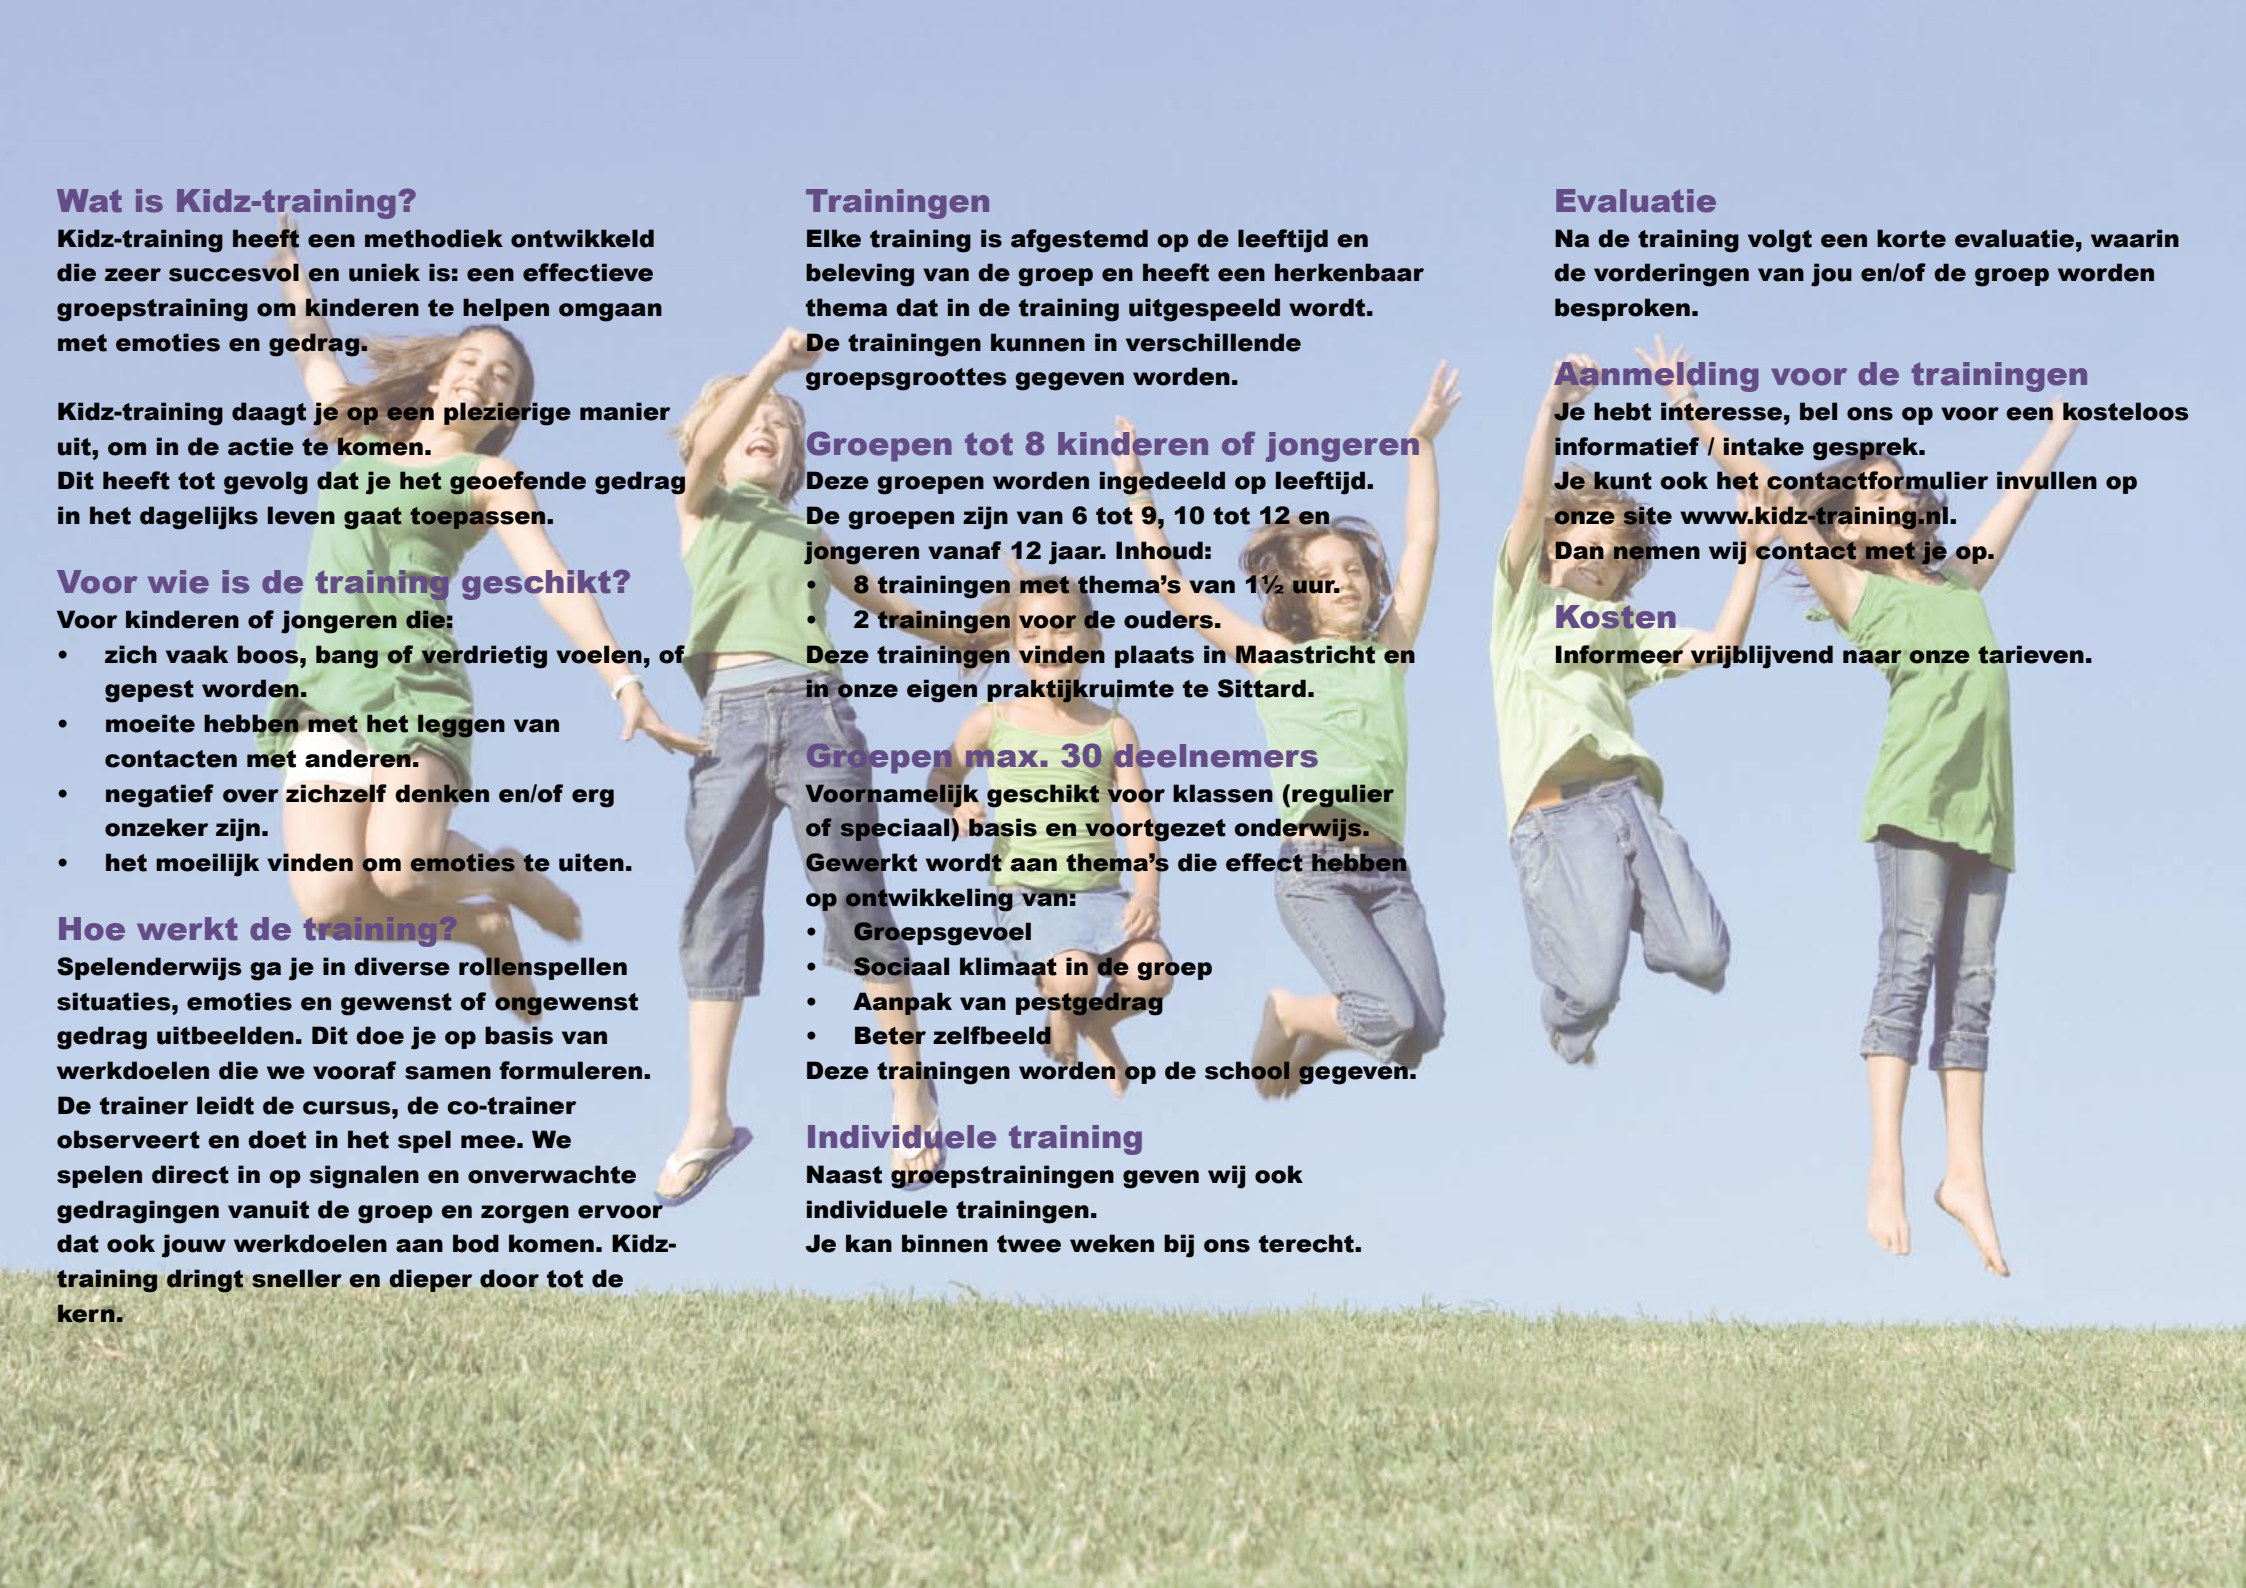 Wat is Kidz-training?
Kidz-training heeft een methodiek ontwikkeld
die zeer succesvol en uniek is: een effectieve
groepstraining om kinderen te helpen omgaan
met emoties en gedrag.
Kidz-training daagt je op een plezierige manier
uit, om in de actie te komen.
Dit heeft tot gevolg dat je het geoefende gedrag
in het dagelijks leven gaat toepassen.
Voor wie is de training geschikt?
Voor kinderen of jongeren die:
• zich vaak boos, bang of verdrietig voelen, of
gepest worden.
• moeite hebben met het leggen van
contacten met anderen.
• negatief over zichzelf denken en/of erg
onzeker zijn.
• het moeilijk vinden om emoties te uiten.
Hoe werkt de training?
Spelenderwijs ga je in diverse rollenspellen
situaties, emoties en gewenst of ongewenst
gedrag uitbeelden. Dit doe je op basis van
werkdoelen die we vooraf samen formuleren.
De trainer leidt de cursus, de co-trainer
observeert en doet in het spel mee. We
spelen direct in op signalen en onverwachte
gedragingen vanuit de groep en zorgen ervoor
dat ook jouw werkdoelen aan bod komen. Kidz-
training dringt sneller en dieper door tot de
kern.
Trainingen
Elke training is afgestemd op de leeftijd en
beleving van de groep en heeft een herkenbaar
thema dat in de training uitgespeeld wordt.
De trainingen kunnen in verschillende
groepsgroottes gegeven worden.
Groepen tot 8 kinderen of jongeren
Deze groepen worden ingedeeld op leeftijd.
De groepen zijn van 6 tot 9, 10 tot 12 en
jongeren vanaf 12 jaar. Inhoud:
• 8 trainingen met thema’s van 1½ uur.
• 2 trainingen voor de ouders.
Deze trainingen vinden plaats in Maastricht en
in onze eigen praktijkruimte te Sittard.
Groepen max. 30 deelnemers
Voornamelijk geschikt voor klassen (regulier
of speciaal) basis en voortgezet onderwijs.
Gewerkt wordt aan thema’s die effect hebben
op ontwikkeling van:
• Groepsgevoel
• Sociaal klimaat in de groep
• Aanpak van pestgedrag
• Beter zelfbeeld
Deze trainingen worden op de school gegeven.
Individuele training
Naast groepstrainingen geven wij ook
individuele trainingen.
Je kan binnen twee weken bij ons terecht.
Evaluatie
Na de training volgt een korte evaluatie, waarin
de vorderingen van jou en/of de groep worden
besproken.
Aanmelding voor de trainingen
Je hebt interesse, bel ons op voor een kosteloos
informatief / intake gesprek.
Je kunt ook het contactformulier invullen op
onze site www.kidz-training.nl.
Dan nemen wij contact met je op.
Kosten
Informeer vrijblijvend naar onze tarieven.